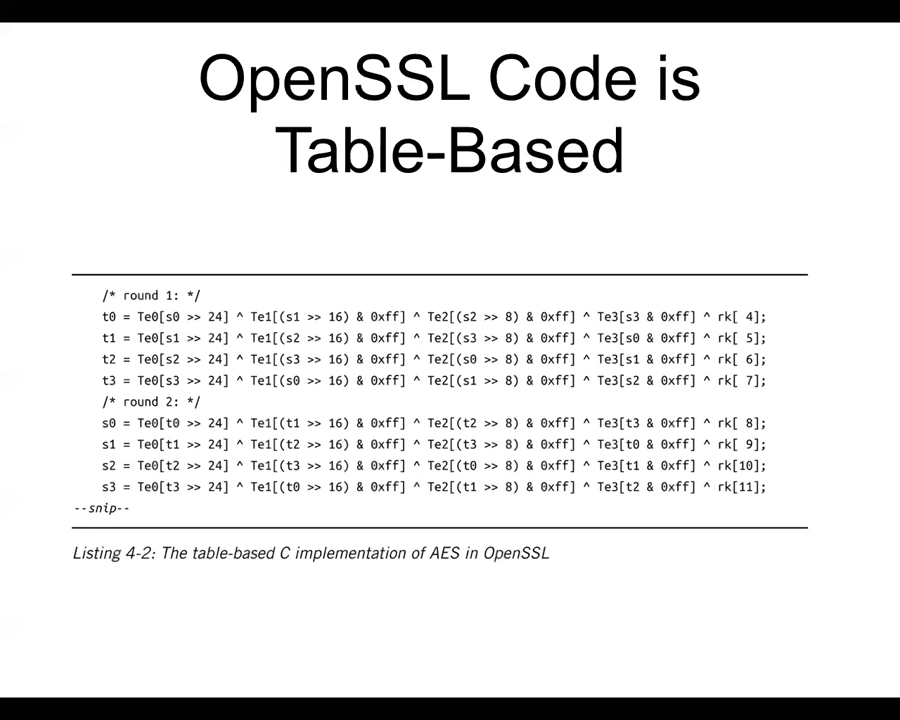 OpenSSL Code is
Table-Based
/* round 1: */
t0 = Te0[s0 >> 24] ^ Te1[(s1 >> 16) & 0xff] ^ Te2[(s2 >> 8) & 0xff] ^ Te3[s3 & 0xff] ^ rk[ 4];
t1 = Te0[s1 >> 24] ^ Te1[(s2 >> 16) & 0xff] ^ Te2[(s3 >> 8) & 0xff] ^ Te3[s0 & 0xff] ^ rk[ 5];
t2 = Te0[s2 >> 24] ^ Te1[(s3 >> 16) & 0xff] ^ Te2[(s0 >> 8) & 0xff] ^ Te3[s1 & 0xff] ^ rk[ 6];
t3 = Te0[s3 >> 24] ^ Te1[(s0 >> 16) & 0xff] ^ Te2[(s1 >> 8) & 0xff] ^ Te3[s2 & 0xff] ^ rk[ 7];
/* round 2: */
s0 = Te0[t0 >> 24] ^ Te1[(t1 >> 16) & 0xff] ^ Te2[(t2 >> 8) & 0xff] ^ Te3[t3 & 0xff] ^ rk[ 8];
s1 = Te0[t1 >> 24] ^ Te1[(t2 >> 16) & 0xff] ^ Te2[(t3 >> 8) & 0xff] ^ Te3[t0 & 0xff] ^ rk[ 9];
s2 = Te0[t2 >> 24] ^ Te1[(t3 >> 16) & 0xff] ^ Te2[(t0 >> 8) & 0xff] ^ Te3[t1 & 0xff] ^ rk[10];
s3 = Te0[t3 >> 24] ^ Te1[(t0 >> 16) & 0xff] ^ Te2[(t1 >> 8) & 0xff] ^ Te3[t2 & 0xff] ^ rk[11];
--snip--
Listing 4-2: The table-based C implementation of AES in OpenSSL